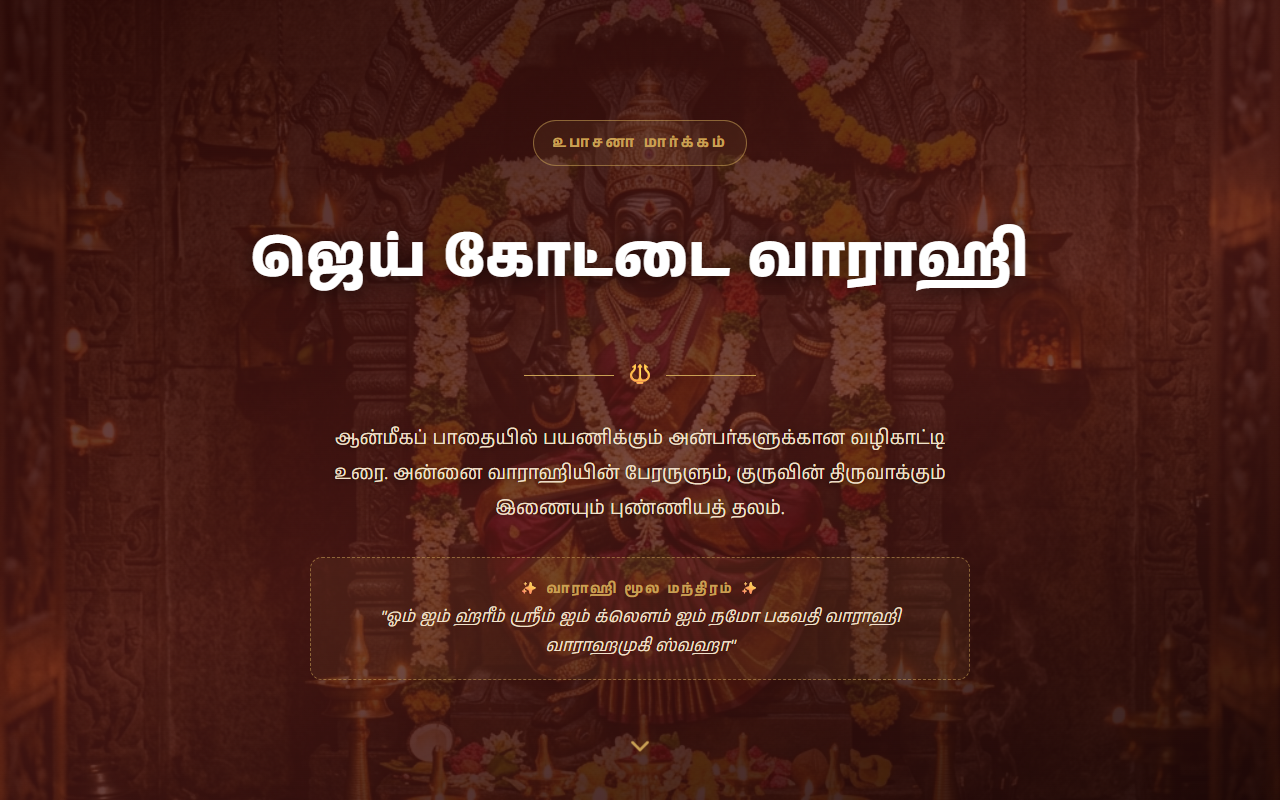 உபாசனா மார்க்கம்
ஜெய் கோட்டை வாராஹி
ஆன்மீகப் பாதையில் பயணிக்கும் அன்பர்களுக்கான வழிகாட்டி
உரை. அன்னை வாராஹியின் பேரருளும், குருவின் திருவாக்கும்
இணையும் புண்ணியத் தலம்.
✨ வாராஹி மூல மந்திரம் ✨
"ஓம் ஐம் ஹ்ரீம் ஸ்ரீம் ஐம் க்லௌம் ஐம் நமோ பகவதி வாராஹி
வாராஹமுகி ஸ்வஹா"